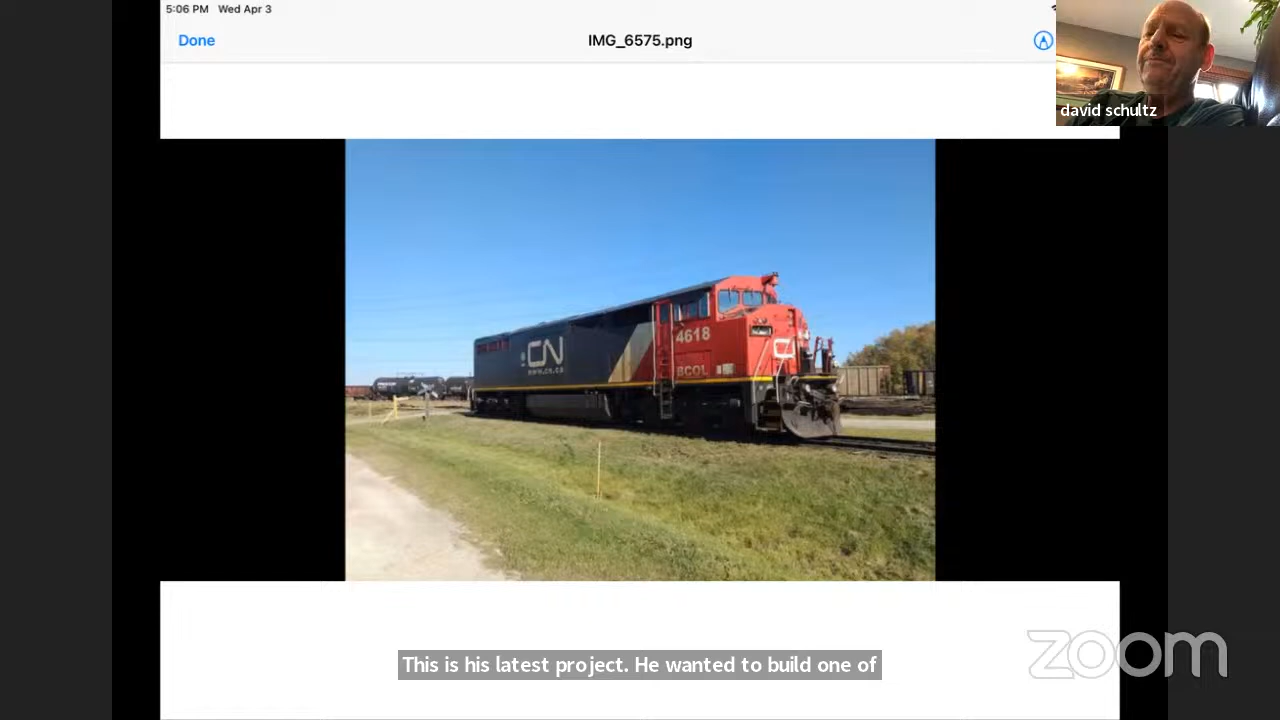 5:06 PM Wed Apr 3
Done
IMG_6575.png
david schultz
4618
CN
www.cn.ca
BCOL
This is his latest project. He wanted to build one of
zoom